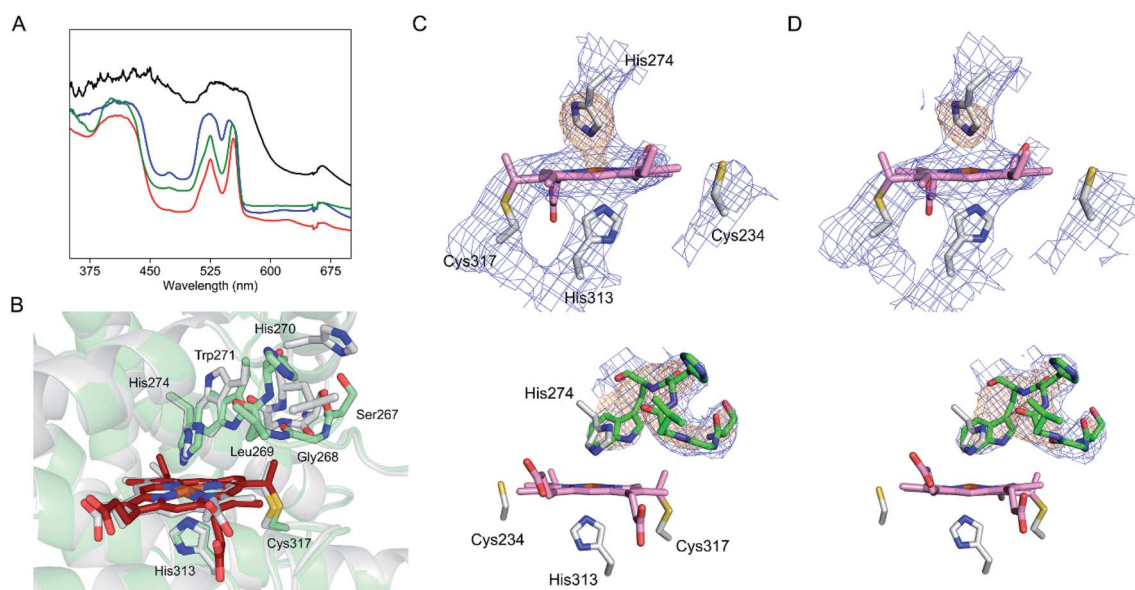 A
375 450 525 600 675
Wavelength (nm)
B
His270
Trp271
His274
Ser267
Leu269
Gly268
Cys317
His313
C
His274
Cys234
Cys317
His313
His274
Cys234
Cys317
His313
D